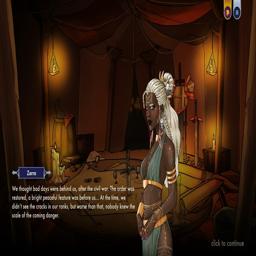 Zarra
We thought bad days were behind us, after the civil war. The order was
restored, a bright peaceful feature was before us... At the time, we
didn't see the cracks in our ranks, but worse than that, nobody knew the
scale of the coming danger.
click to continue